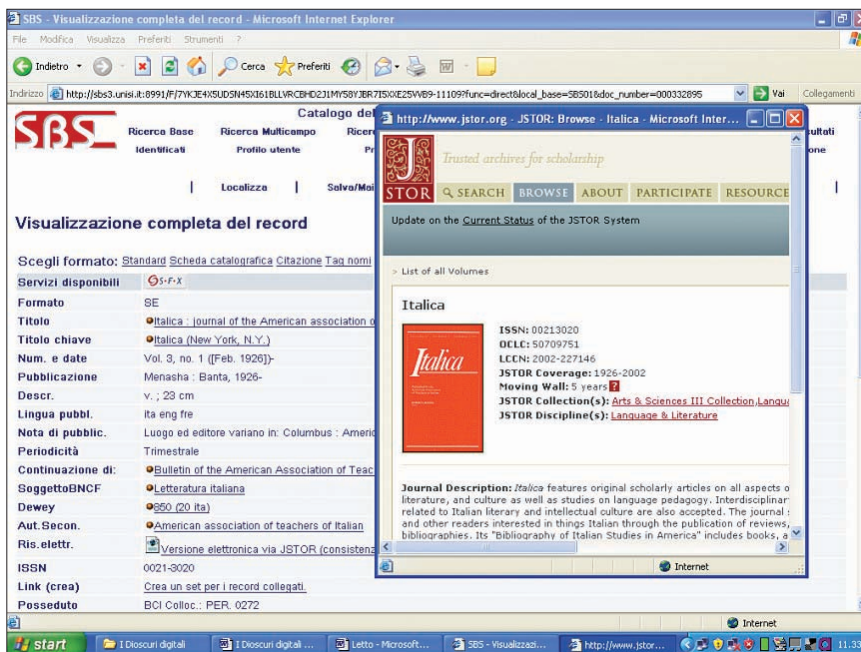 SBS - Visualizzazione completa del record - Microsoft Internet Explorer
File Modifica Visualizza Preferiti Strumenti ?
Indietro Cerca Preferiti
Indirizzo http://sbs3.unisi.it:8991/F/7YKJE4X5UDSN45XI61BLLVRCBHD2J1MY58YJBR7I5XXE25VVB9-11109?func=direct&local_base=SBS01&doc_number=000332895 Vai Collegamenti
SBS
Catalogo del
Ricerca Base Ricerca Multicampo
Identificati Profilo utente
| Localizza |
Visualizzazione completa del record
Scegli formato: Standard Scheda catalografica Citazione Tag nomi
Servizi disponibili S·F·X
Formato SE
Titolo Italica : journal of the American association o
Titolo chiave Italica (New York, N.Y.)
Num. e date Vol. 3, no. 1 ([Feb. 1926])-
Pubblicazione Menasha : Banta, 1926-
Descr. v. ; 23 cm
Lingua pubbl. ita eng fre
Nota di pubblic. Luogo ed editore variano in: Columbus : Americ
Periodicità Trimestrale
Continuazione di: Bulletin of the American Association of Teac
SoggettoBNCF Letteratura italiana
Dewey 850 (20 ita)
Aut.Secon. American association of teachers of Italian
Ris.elettr. Versione elettronica via JSTOR (consistenz
ISSN 0021-3020
Link (crea) Crea un set per i record collegati.
Posseduto BCI Colloc.: PER. 0272
http://www.jstor.org - JSTOR: Browse - Italica - Microsoft Inter...
JSTOR
Trusted archives for scholarship
SEARCH BROWSE ABOUT PARTICIPATE RESOURCE
Update on the Current Status of the JSTOR System
> List of all Volumes
Italica
Italica
ISSN: 00213020
OCLC: 50709751
LCCN: 2002-227146
JSTOR Coverage: 1926-2002
Moving Wall: 5 years ?
JSTOR Collection(s): Arts & Sciences III Collection,Langu
JSTOR Discipline(s): Language & Literature
Journal Description: Italica features original scholarly articles on all aspects o
literature, and culture as well as studies on language pedagogy. Interdisciplinar
related to Italian literary and intellectual culture are also accepted. The journal
and other readers interested in things Italian through the publication of reviews,
bibliographies. Its "Bibliography of Italian Studies in America" includes books, a
Internet
Internet
start I Dioscuri digitali I Dioscuri digitali ... Letto - Microsoft... SBS - Visualizzazi... http://www.jstor... 11.33